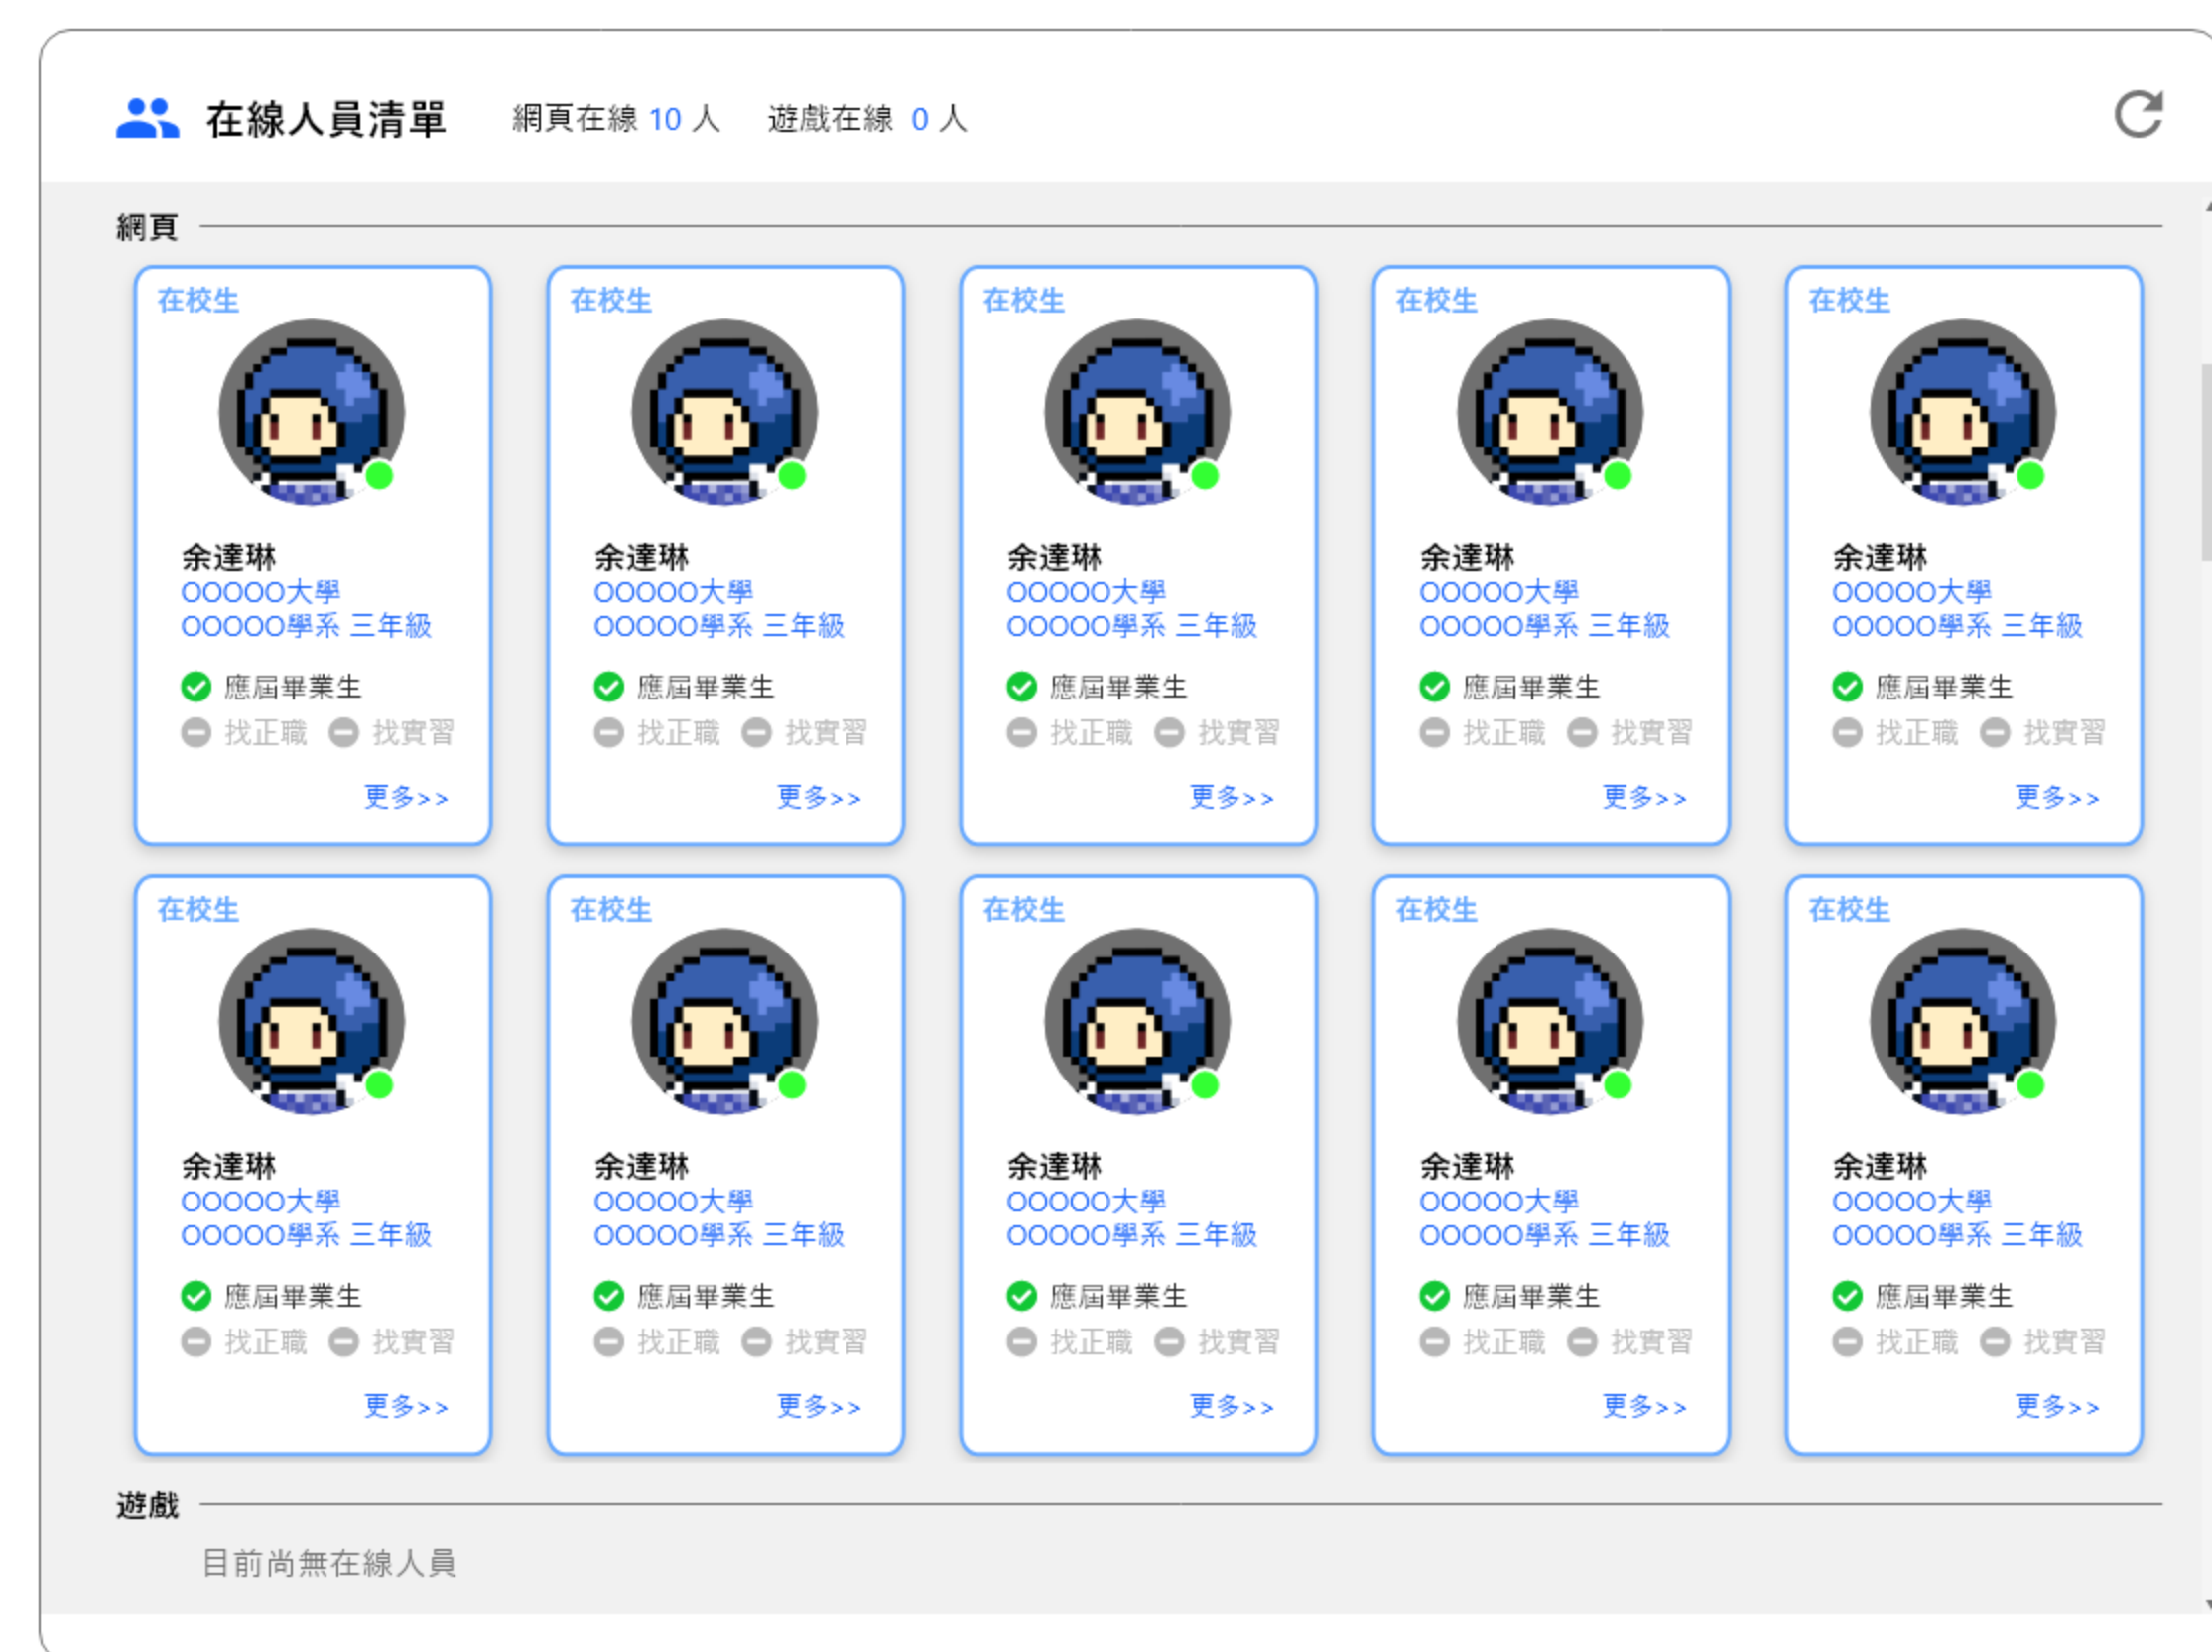 在線人員清單 網頁在線 10 人 遊戲在線 0 人
網頁
在校生 在校生 在校生 在校生 在校生
余達琳 余達琳 余達琳 余達琳 余達琳
OOOOO大學 OOOOO大學 OOOOO大學 OOOOO大學 OOOOO大學
OOOOO學系 三年級 OOOOO學系 三年級 OOOOO學系 三年級 OOOOO學系 三年級 OOOOO學系 三年級
應屆畢業生 應屆畢業生 應屆畢業生 應屆畢業生 應屆畢業生
找正職 找實習 找正職 找實習 找正職 找實習 找正職 找實習 找正職 找實習
更多>> 更多>> 更多>> 更多>> 更多>>
在校生 在校生 在校生 在校生 在校生
余達琳 余達琳 余達琳 余達琳 余達琳
OOOOO大學 OOOOO大學 OOOOO大學 OOOOO大學 OOOOO大學
OOOOO學系 三年級 OOOOO學系 三年級 OOOOO學系 三年級 OOOOO學系 三年級 OOOOO學系 三年級
應屆畢業生 應屆畢業生 應屆畢業生 應屆畢業生 應屆畢業生
找正職 找實習 找正職 找實習 找正職 找實習 找正職 找實習 找正職 找實習
更多>> 更多>> 更多>> 更多>> 更多>>
遊戲
目前尚無在線人員